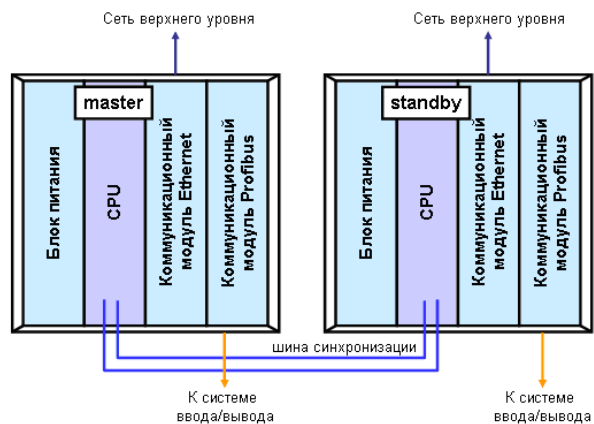 Сеть верхнего уровня
Сеть верхнего уровня
master
Блок питания
CPU
Коммуникационный
модуль Ethernet
Коммуникационный
модуль Profibus
standby
Блок питания
CPU
Коммуникационный
модуль Ethernet
Коммуникационный
модуль Profibus
шина синхронизации
К системе
ввода/вывода
К системе
ввода/вывода